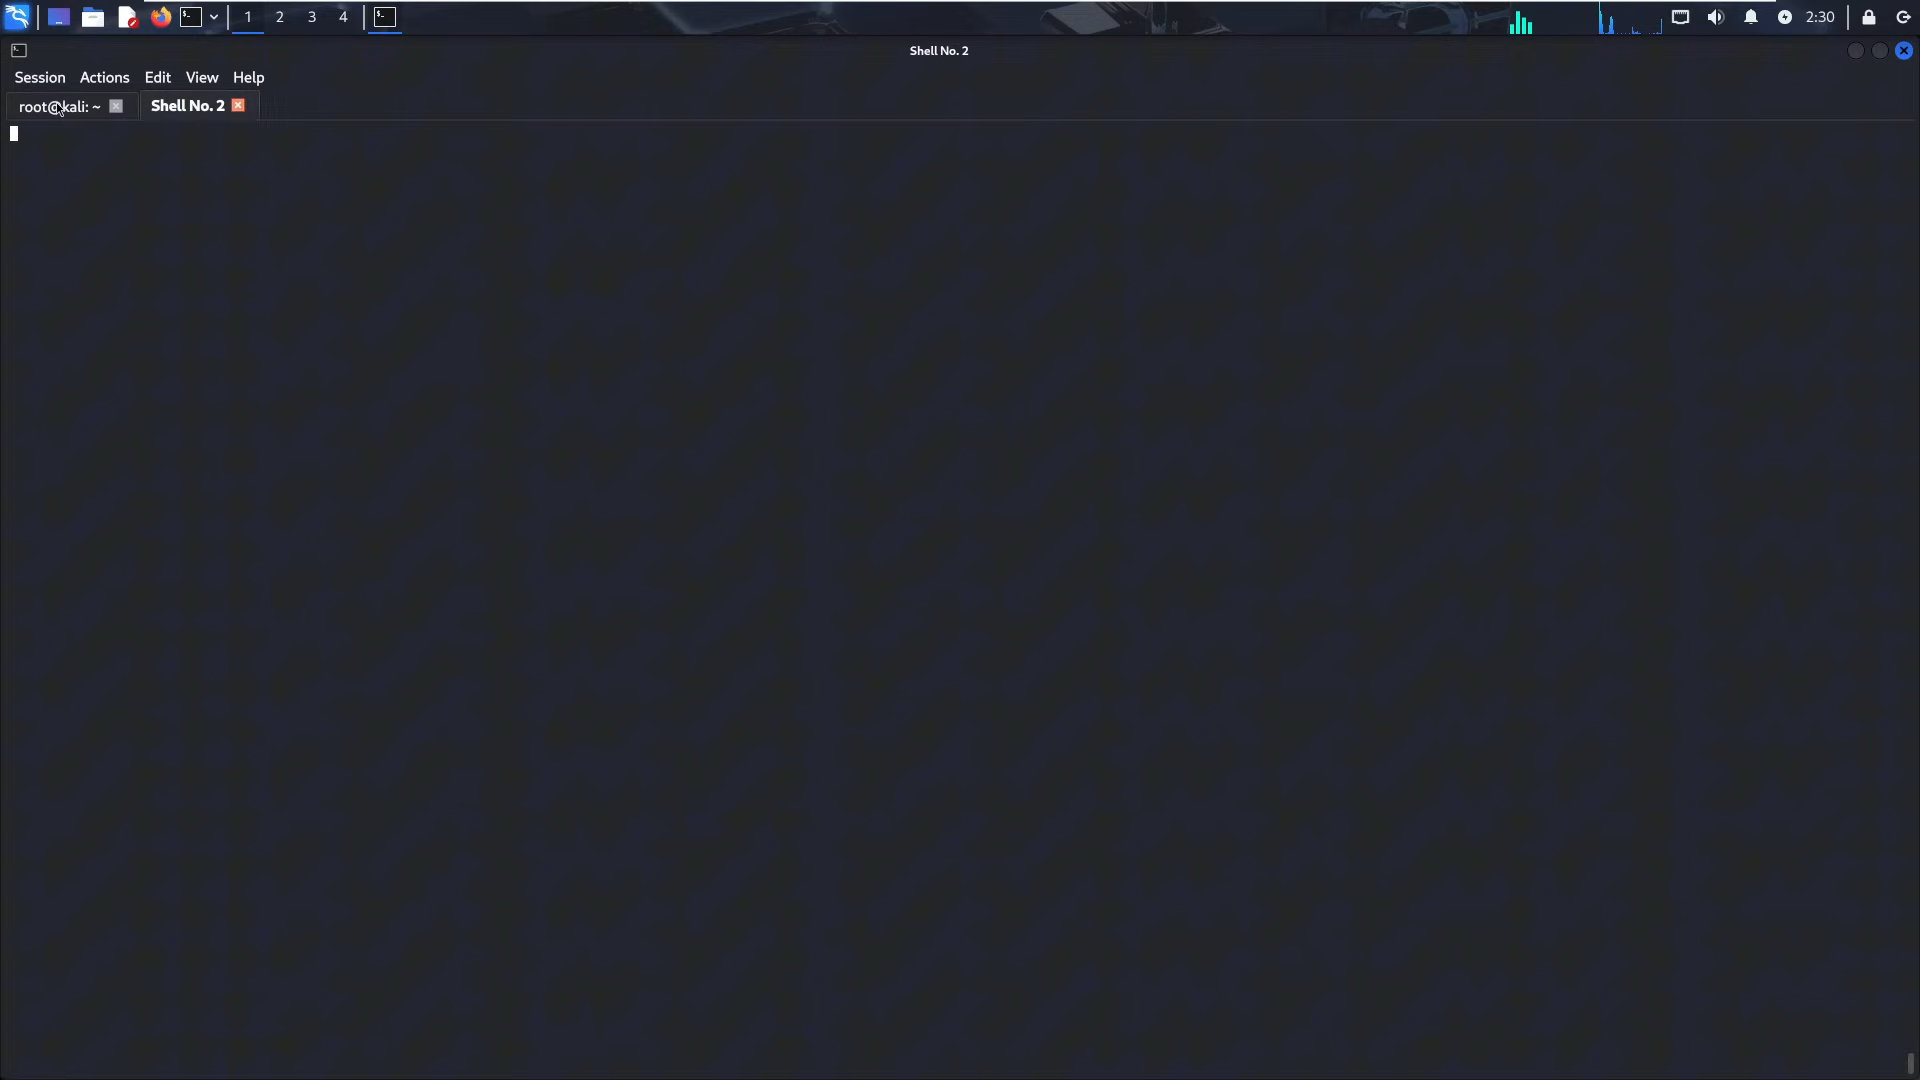 1 2 3 4 2:30
Shell No. 2
Session Actions Edit View Help
root@kali: ~ Shell No. 2